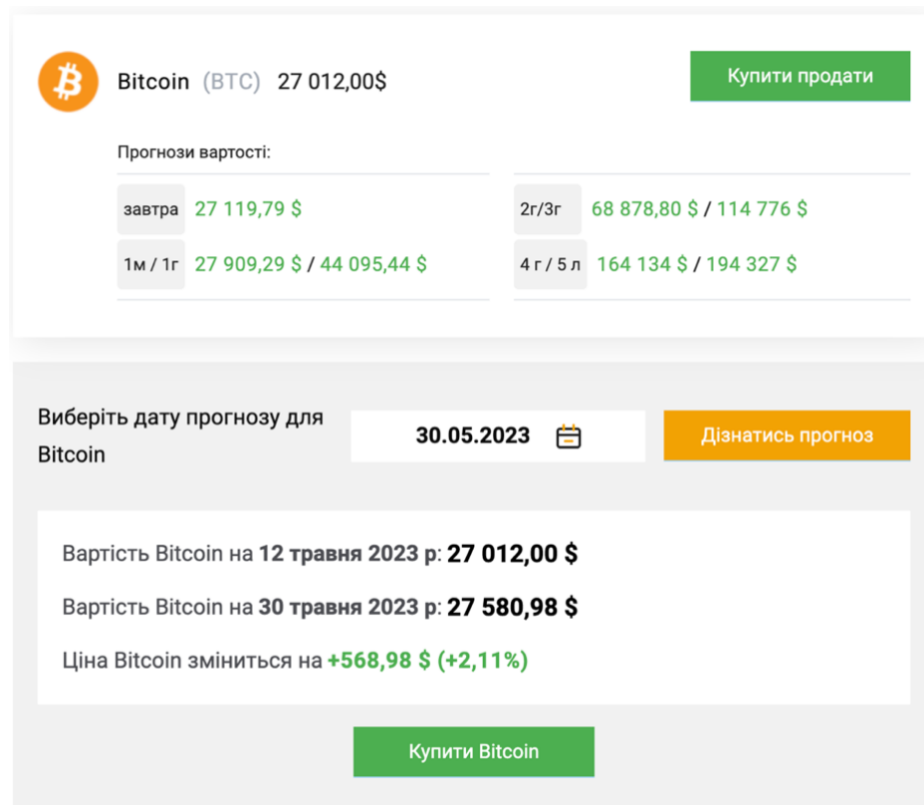 Bitcoin (BTC) 27 012,00$
Купити продати
Прогнози вартості:
завтра 27 119,79 $
1м / 1г 27 909,29 $ / 44 095,44 $
2г/3г 68 878,80 $ / 114 776 $
4 г / 5 л 164 134 $ / 194 327 $
Виберіть дату прогнозу для
Bitcoin
30.05.2023
Дізнатись прогноз
Вартість Bitcoin на 12 травня 2023 р: 27 012,00 $
Вартість Bitcoin на 30 травня 2023 р: 27 580,98 $
Ціна Bitcoin зміниться на +568,98 $ (+2,11%)
Купити Bitcoin